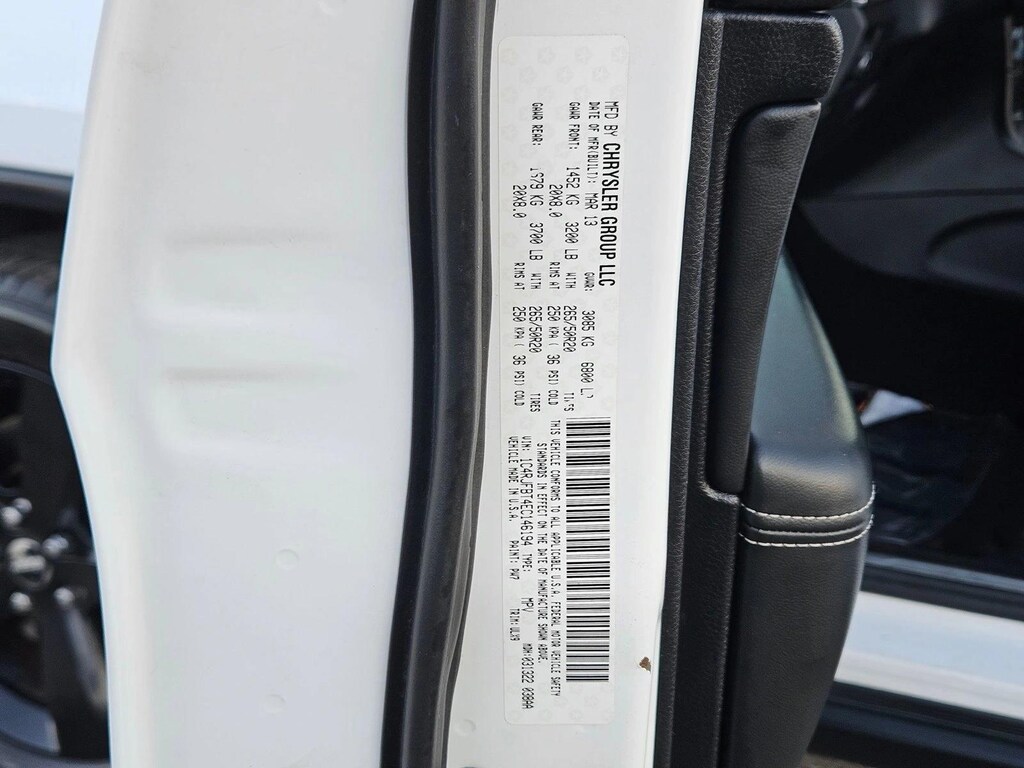 MFD BY CHRYSLER GROUP LLC
DATE OF MFR(BUILT): MAR 13 GVWR: 3085 KG 6800
GAWR FRONT: 1452 KG 3200 LB WITH 265/50R20
20X8.0 RIMS AT 250 KPA ( 36 PSI) COLD
GAWR REAR: 1679 KG 3700 LB WITH 265/50R20 TIRES
20X8.0 RIMS AT 250 KPA ( 36 PSI) COLD
THIS VEHICLE CONFORMS TO ALL APPLICABLE U.S.A. FEDERAL MOTOR VEHICLE SAFETY
STANDARDS IN EFFECT ON THE DATE OF MANUFACTURE SHOWN ABOVE.
VIN: 1C4RJFBT4EC146194 TYPE: MPV MDH:031322 038AA
VEHICLE MADE IN U.S.A. PAINT: PW7 TRIM:VLX9